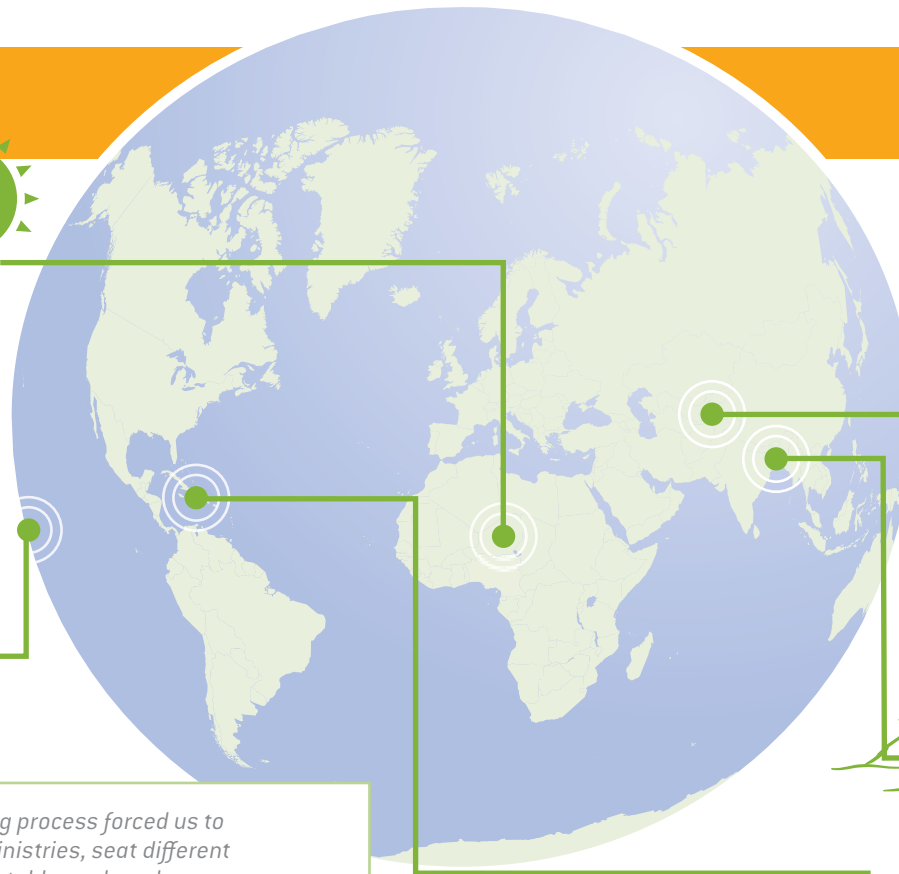 g process forced us to
inistries, seat different